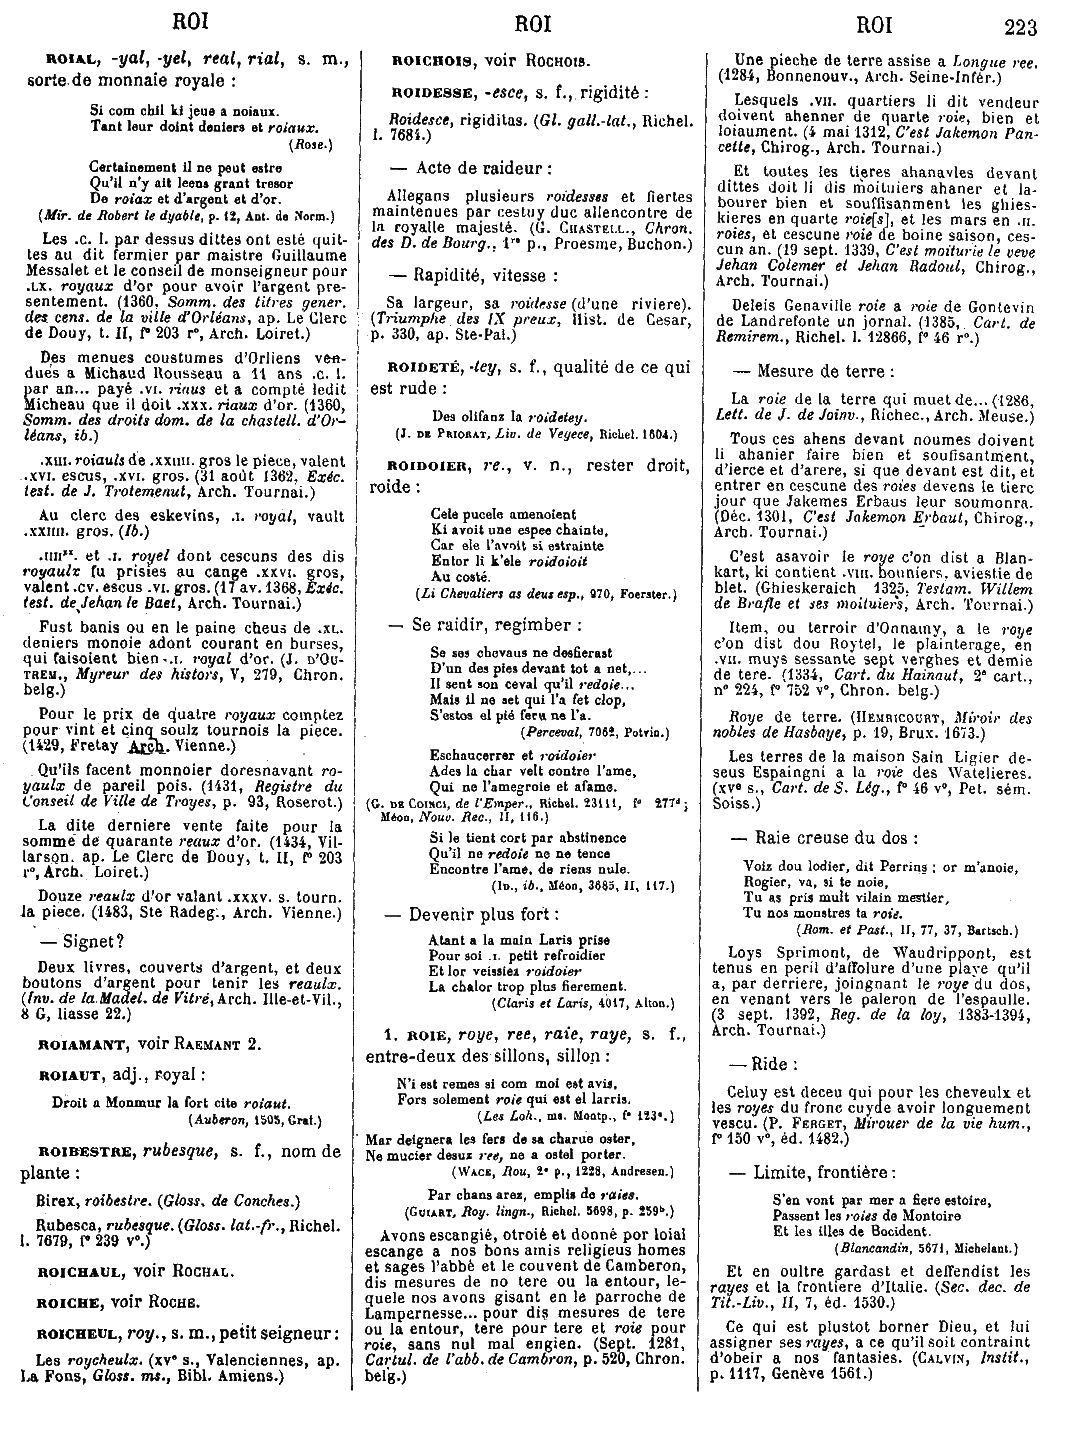 ROI
ROI
ROI 223
ROIAL, -yal, -yel, real, rial, s. m.,
sorte de monnaie royale :
Si com chil ki jeue a noiaux.
Tant leur doint deniers et roiaux.
(Rose.)
Certainement il ne peut estre
Qu'il n'y ait leens grant tresor
De roiax et d'argent et d'or.
(Mir. de Robert le dyable, p. 12, Ant. de Norm.)
Les .c. l. par dessus dittes ont esté quit-
tes au dit fermier par maistre Guillaume
Messalet et le conseil de monseigneur pour
.LX. royaux d'or pour avoir l'argent pre-
sentement. (1360, Somm. des titres gener.
des cens. de la ville d'Orléans, ap. Le Clerc
de Douy, t. II, f° 203 r°, Arch. Loiret.)
Des menues coustumes d'Orliens ven-
dues a Michaud Rousseau a 11 ans .c. l.
par an... payé .VI. riaus et a compté ledit
Micheau que il doit .XXX. riaux d'or. (1360,
Somm. des droits dom. de la chastell. d'Or-
léans, ib.)
.XIII. roiauls de .XXIIII. gros le piece, valent
.XVI. escus, .XVI. gros. (31 août 1362, Exéc.
test. de J. Trotemenut, Arch. Tournai.)
Au clerc des eskevins, .I. royal, vault
.XXIIII. gros. (Ib.)
.IIIIxx. et .I. royel dont cescuns des dis
royaulx fu prisies au cange .XXVI. gros,
valent .CV. escus .VI. gros. (17 av. 1368, Exéc.
test. de Jehan le Bael, Arch. Tournai.)
Fust banis ou en le paine cheus de .XL.
deniers monoie adont courant en burses,
qui faisoient bien .I. royal d'or. (J. D'OU-
TREM., Myreur des histors, V, 279, Chron.
belg.)
Pour le prix de quatre royaux comptez
pour vint et cinq soulz tournois la piece.
(1429, Fretay Arch. Vienne.)
Qu'ils facent monnoier doresnavant ro-
yaulx de pareil pois. (1431, Registre du
Conseil de Ville de Troyes, p. 93, Roserot.)
La dite derniere vente faite pour la
somme de quarante reaux d'or. (1434, Vil-
larson. ap. Le Clerc de Douy, t. II, f° 203
r°, Arch. Loiret.)
Douze reaulx d'or valant .XXXV. s. tourn.
la piece. (1483, Ste Radeg., Arch. Vienne.)
— Signet?
Deux livres, couverts d'argent, et deux
boutons d'argent pour tenir les reaulx.
(Inv. de la Madel. de Vitré, Arch. Ille-et-Vil.,
8 G, liasse 22.)
ROIAMANT, voir RAEMANT 2.
ROIAUT, adj., royal :
Droit a Monmur la fort cite roiaut.
(Auberon, 1505, Graf.)
ROIBESTRE, rubesque, s. f., nom de
plante :
Birex, roibestre. (Gloss. de Conches.)
Rubesca, rubesque. (Gloss. lat.-fr., Richel.
l. 7679, f° 239 v°.)
ROICHAUL, voir ROCHAL.
ROICHE, voir ROCHE.
ROICHEUL, roy., s. m., petit seigneur :
Les roycheulx. (XVe s., Valenciennes, ap.
La Fons, Gloss. ms., Bibl. Amiens.)
ROICHOIS, voir ROCHOIS.
ROIDESSE, -esce, s. f., rigidité :
Roidesce, rigiditas. (Gl. gall.-lat., Richel.
l. 7684.)
— Acte de raideur :
Allegans plusieurs roidesses et fiertes
maintenues par cestuy duc allencontre de
la royalle majesté. (G. CHASTELL., Chron.
des D. de Bourg., 1re p., Proesme, Buchon.)
— Rapidité, vitesse :
Sa largeur, sa roidesse (d'une riviere).
(Triumphe des IX preux, Hist. de Cesar,
p. 330, ap. Ste-Pal.)
ROIDETÉ, -tey, s. f., qualité de ce qui
est rude :
Des olifanz la roidetey.
(J. DE PRIORAT, Liv. de Vegece, Richel. 1604.)
ROIDOIER, re., v. n., rester droit,
roide :
Cele pucele amenoient
Ki avoit une espee chainte,
Car ele l'avoit si estrainte
Entor li k'ele roidoioit
Au costé.
(Li Chevaliers as deus esp., 970, Foerster.)
— Se raidir, regimber :
Se ses chevaus ne desfierast
D'un des pies devant tot a net,...
Il sent son ceval qu'il redoie...
Mais il ne set qui l'a fet clop,
S'estos el pié feru ne l'a.
(Perceval, 7062, Potvin.)
Eschaucerrer et roidoier
Ades la char velt contre l'ame,
Qui ne l'amegroie et afame.
(G. DE COINCI, de l'Emper., Richel. 23111, f° 277d ;
Méon, Nouv. Rec., II, 116.)
Si le tient cort par abstinence
Qu'il ne redoie ne ne tence
Encontre l'ame. de riens nule.
(ID., ib., Méon, 3685, II, 117.)
— Devenir plus fort :
Atant a la main Laris prise
Pour soi .I. petit refroidier
Et lor veissiez roidoier
La chalor trop plus fierement.
(Claris et Laris, 4017, Alton.)
1. ROIE, roye, ree, raie, raye, s. f.,
entre-deux des sillons, sillon :
N'i est remes si com moi est avis,
Fors solement roie qui est el larris.
(Les Loh., ms. Montp., f° 123a.)
Mar deignera les fers de sa charue oster,
Ne mucier desuz ree, ne a ostel porter.
(WACE, Rou, 2e p., 1228, Andresen.)
Par chans arez, emplis de raies.
(GUIART, Roy. lingn., Richel. 5698, p. 259b.)
Avons escangié, otroié et donné por loial
escange a nos bons amis religieus homes
et sages l'abbé et le couvent de Camberon,
dis mesures de no tere ou la entour, le-
quele nos avons gisant en le parroche de
Lampernesse... pour dis mesures de tere
ou la entour, tere pour tere et roie pour
roie, sans nul mal engien. (Sept. 1281,
Cartul. de l'abb. de Cambron, p. 520, Chron.
belg.)
Une pieche de terre assise a Longue ree.
(1284, Bonnenouv., Arch. Seine-Infér.)
Lesquels .VII. quartiers li dit vendeur
doivent ahenner de quarte roie, bien et
loiaument. (4 mai 1312, C'est Jakemon Pan-
cette, Chirog., Arch. Tournai.)
Et toutes les tieres ahanavles devant
dittes doit li dis moituiers ahaner et la-
bourer bien et souffisanment les ghies-
kieres en quarte roie[s], et les mars en .II.
roies, et cescune roie de boine saison, ces-
cun an. (19 sept. 1339, C'est moiturie le veve
Jehan Colemer et Jehan Radoul, Chirog.,
Arch. Tournai.)
Deleis Genaville roie a roie de Gontevin
de Landrefonte un jornal. (1385, Cart. de
Remirem., Richel. l. 12866, f° 46 r°.)
— Mesure de terre :
La roie de terre qui muet de... (1286,
Lett. de J. de Joinv., Richec., Arch. Meuse.)
Tous ces ahens devant noumes doivent
li ahanier faire bien et soufisantment,
d'ierce et d'arere, si que devant est dit, et
entrer en cescune des roies devens le tierc
jour que Jakemes Erbaus leur soumonra.
(Déc. 1301, C'est Jakemon Erbaut, Chirog.,
Arch. Tournai.)
C'est asavoir le roye c'on dist a Blan-
kart, ki contient .VIII. bouniers, aviestie de
blet. (Ghieskeraich 1325, Testam. Willem
de Brafle et ses moituiers, Arch. Tournai.)
Item, ou terroir d'Onnamy, a le roye
c'on dist dou Roytel, le plainterage, en
.VII. muys sessante sept verghes et demie
de tere. (1334, Cart. du Hainaut, 2e cart.,
n° 224, f° 752 v°, Chron. belg.)
Roye de terre. (HEMRICOURT, Miroir des
nobles de Hasbaye, p. 19, Brux. 1673.)
Les terres de la maison Sain Ligier de-
seus Espaingni a la roie des Watelieres.
(XVe s., Cart. de S. Lég., f° 46 v°, Pet. sém.
Soiss.)
— Raie creuse du dos :
Voiz dou lodier, dit Perrins ; or m'anoie,
Rogier, va, si te noie,
Tu as pris mult vilain mestier,
Tu nos monstres ta roie.
(Rom. et Past., II, 77, 37, Bartsch.)
Loys Sprimont, de Waudrippont, est
tenus en peril d'affolure d'une playe qu'il
a, par derriere, joingnant le roye du dos,
en venant vers le paleron de l'espaulle.
(3 sept. 1392, Reg. de la loy, 1383-1394,
Arch. Tournai.)
— Ride :
Celuy est deceu qui pour les cheveulx et
les royes du fronc cuyde avoir longuement
vescu. (P. FERGET, Mirouer de la vie hum.,
f° 150 v°, éd. 1482.)
— Limite, frontière :
S'en vont par mer a fiere estoire,
Passent les roies de Montoire
Et les illes de Bocident.
(Blancandin, 5671, Michelant.)
Et en oultre gardast et deffendist les
rayes et la frontiere d'Italie. (Sec. dec. de
Tit.-Liv., II, 7, éd. 1530.)
Ce qui est plustot borner Dieu, et lui
assigner ses rayes, a ce qu'il soit contraint
d'obeir a nos fantasies. (CALVIN, Instit.,
p. 1117, Genève 1561.)